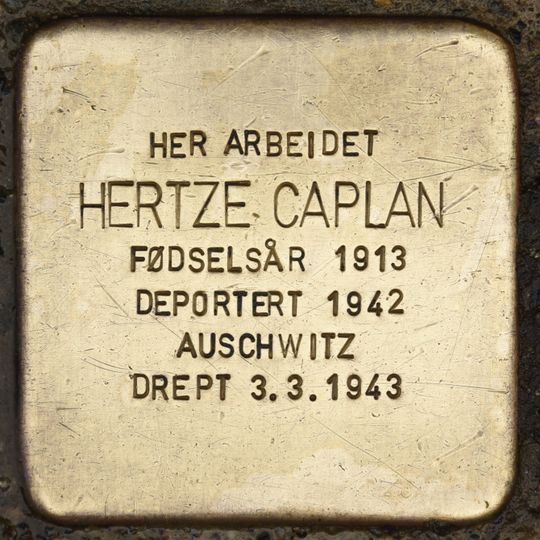 HER ARBEIDET
HERTZE CAPLAN
FØDSELSÅR 1913
DEPORTERT 1942
AUSCHWITZ
DREPT 3.3.1943